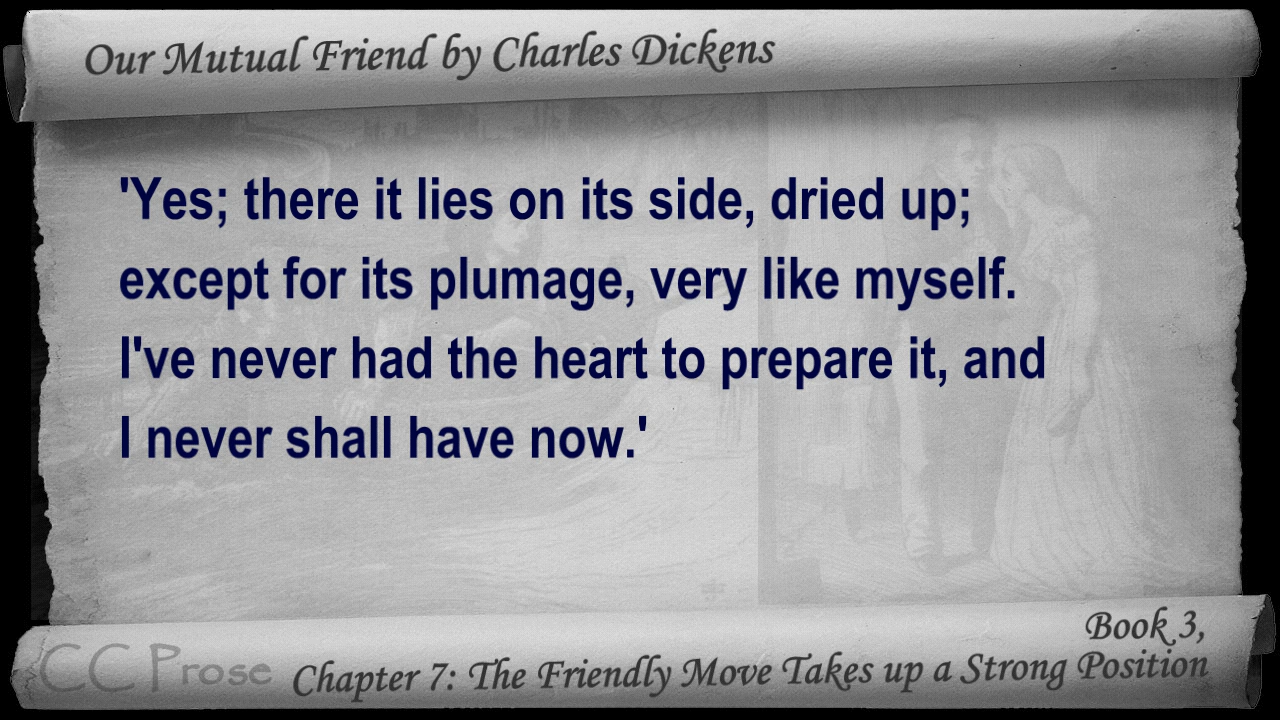 Our Mutual Friend by Charles Dickens
'Yes; there it lies on its side, dried up;
except for its plumage, very like myself.
I've never had the heart to prepare it, and
I never shall have now.'
Book 3,
CC Prose
Chapter 7: The Friendly Move Takes up a Strong Position